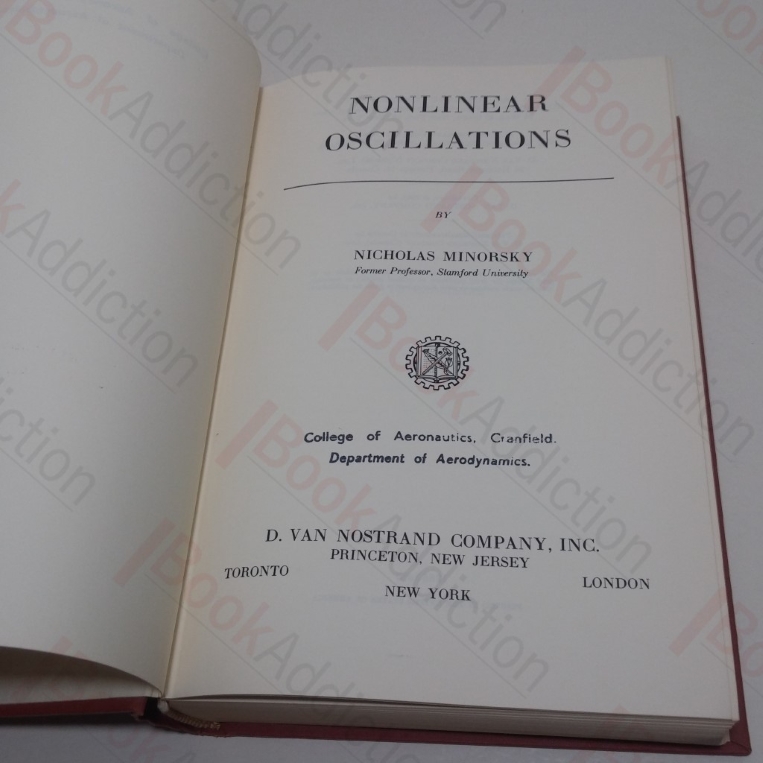 NONLINEAR
OSCILLATIONS
BY
NICHOLAS MINORSKY
Former Professor, Stamford University
College of Aeronautics, Cranfield.
Department of Aerodynamics.
D. VAN NOSTRAND COMPANY, INC.
PRINCETON, NEW JERSEY
TORONTO
LONDON
NEW YORK
BookAddiction